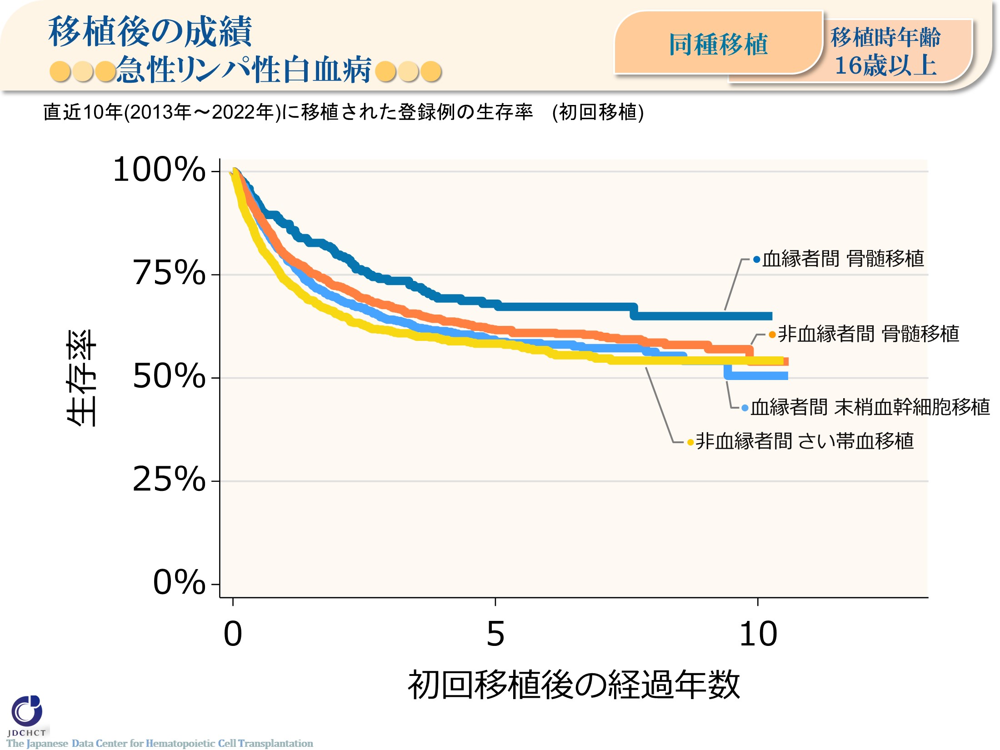 移植後の成績
急性リンパ性白血病
同種移植
移植時年齢
16歳以上
直近10年(2013年～2022年)に移植された登録例の生存率　(初回移植)
100%
75%
50%
25%
0%
生存率
血縁者間 骨髄移植
非血縁者間 骨髄移植
血縁者間 末梢血幹細胞移植
非血縁者間 さい帯血移植
0
5
10
初回移植後の経過年数
JDCHCT
The Japanese Data Center for Hematopoietic Cell Transplantation